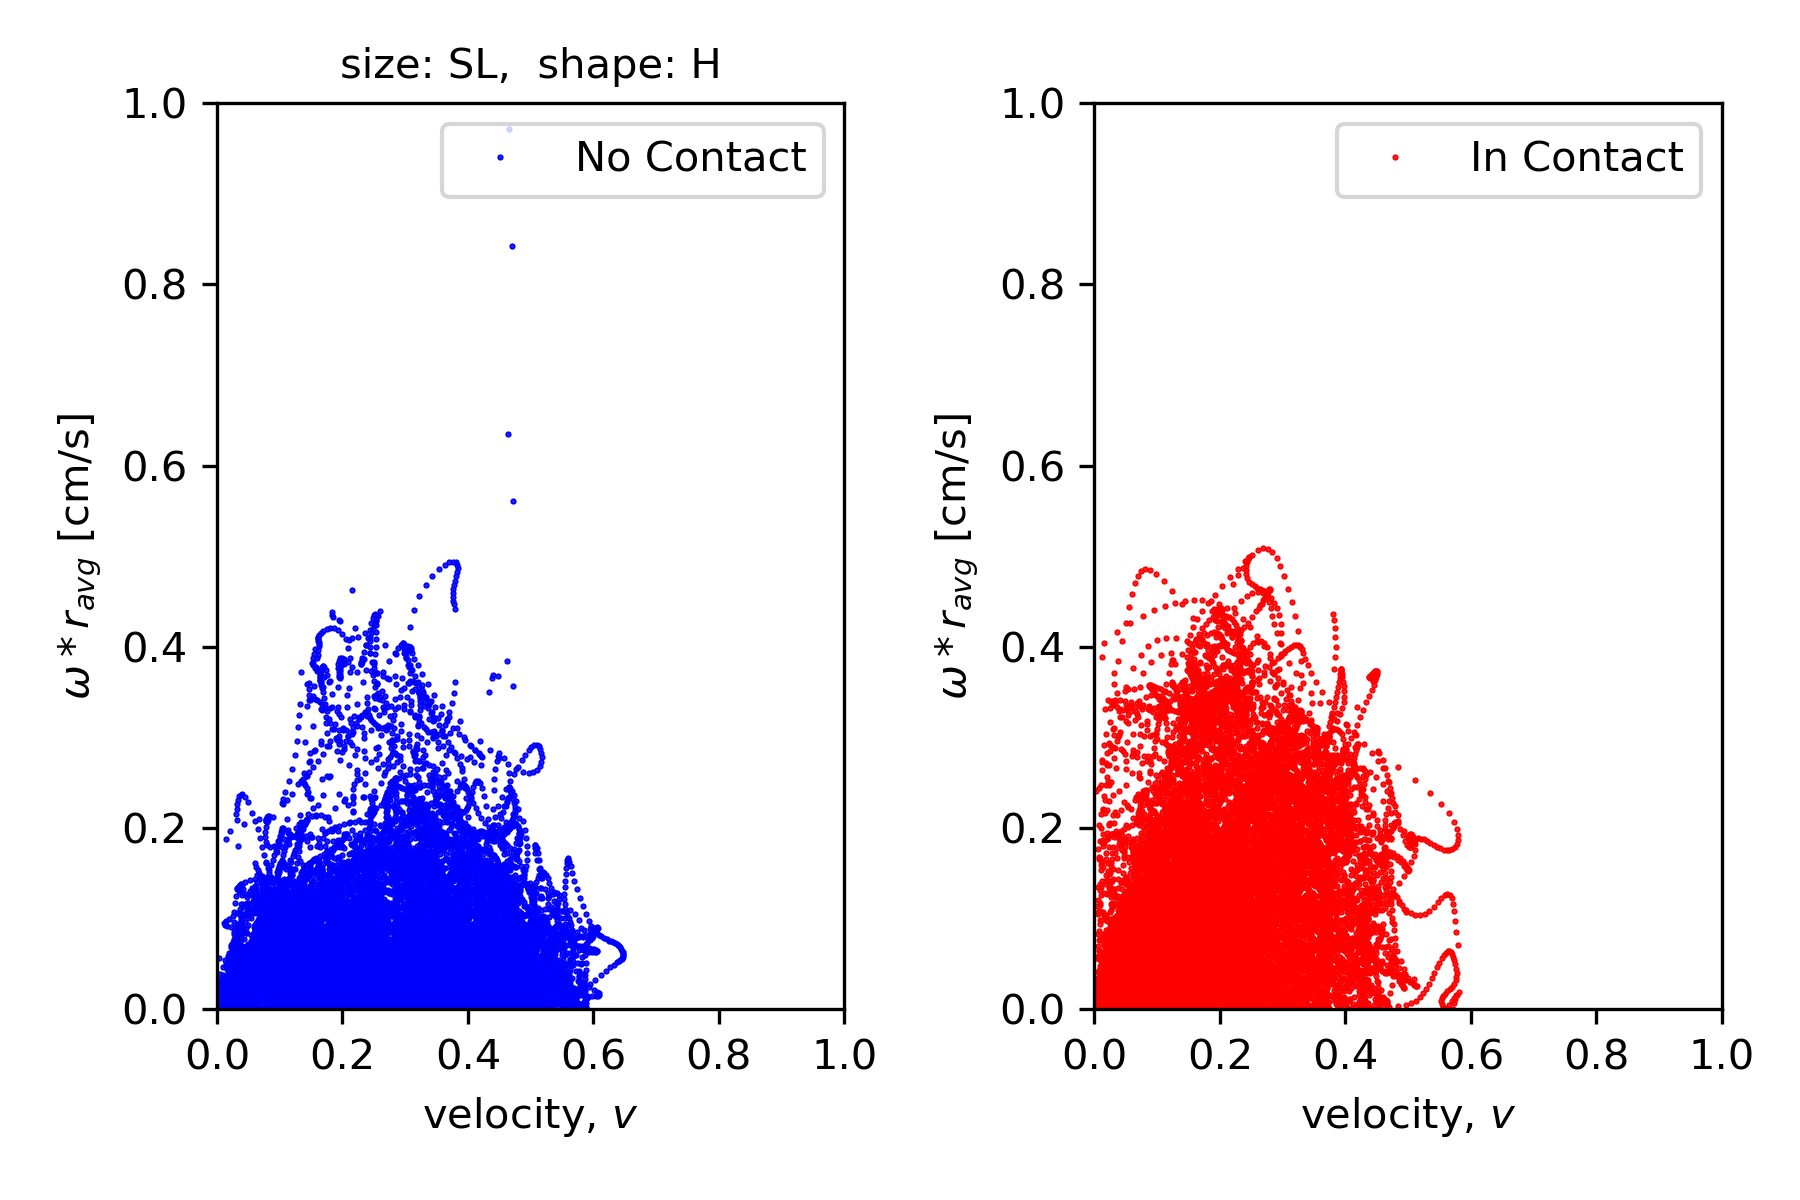 size: SL,  shape: H
1.0
0.8
0.6
0.4
0.2
0.0
ω * r_avg [cm/s]
No Contact
0.0 0.2 0.4 0.6 0.8 1.0
velocity, v
1.0
0.8
0.6
0.4
0.2
0.0
ω * r_avg [cm/s]
In Contact
0.0 0.2 0.4 0.6 0.8 1.0
velocity, v